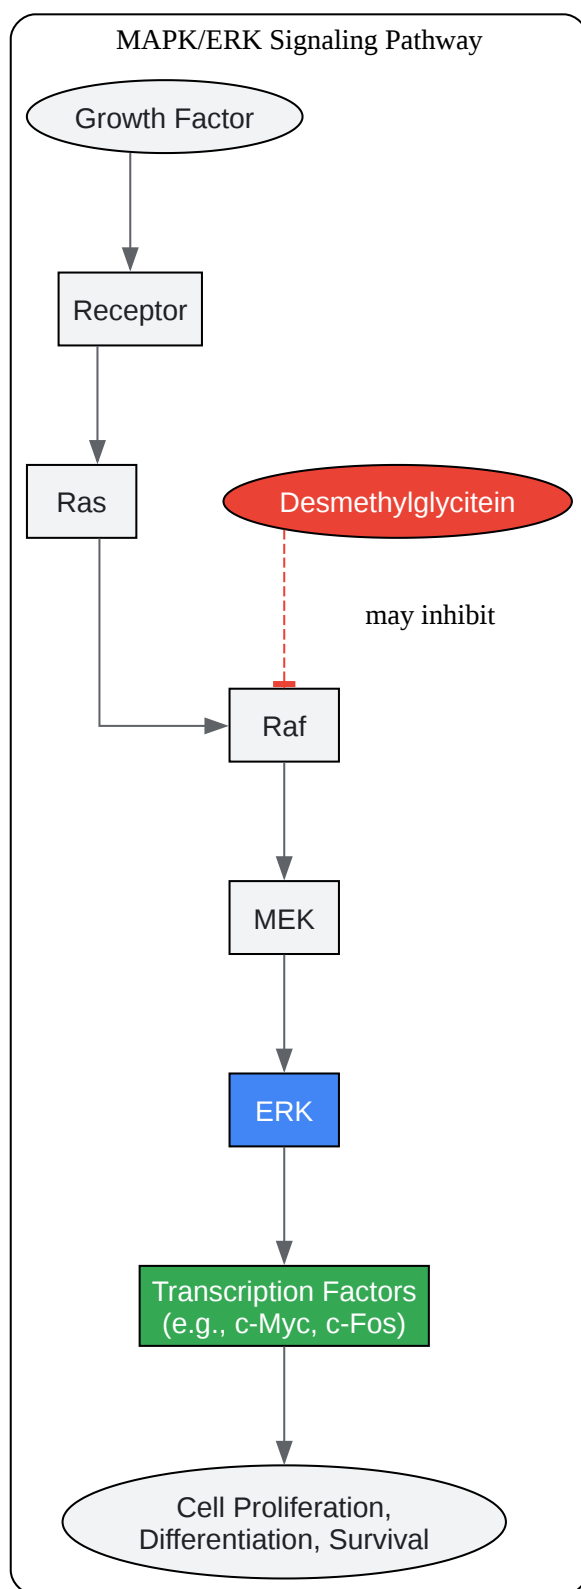 MAPK/ERK Signaling Pathway
Growth Factor
Receptor
Ras
Desmethylglycitein
may inhibit
Raf
MEK
ERK
Transcription Factors
(e.g., c-Myc, c-Fos)
Cell Proliferation,
Differentiation, Survival